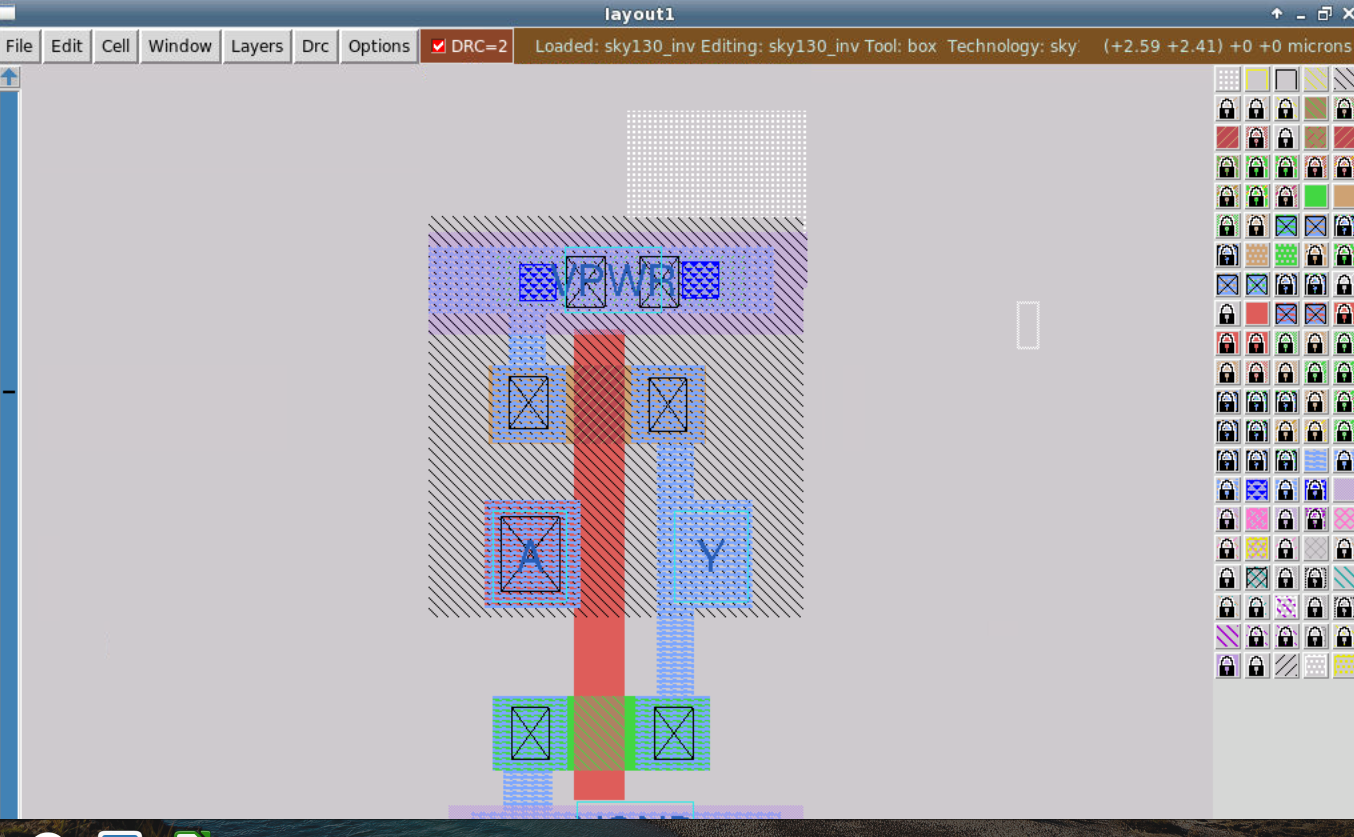 layout1
File Edit Cell Window Layers Drc Options DRC=2 Loaded: sky130_inv Editing: sky130_inv Tool: box Technology: sky (+2.59 +2.41) +0 +0 microns
VPWR
A
Y